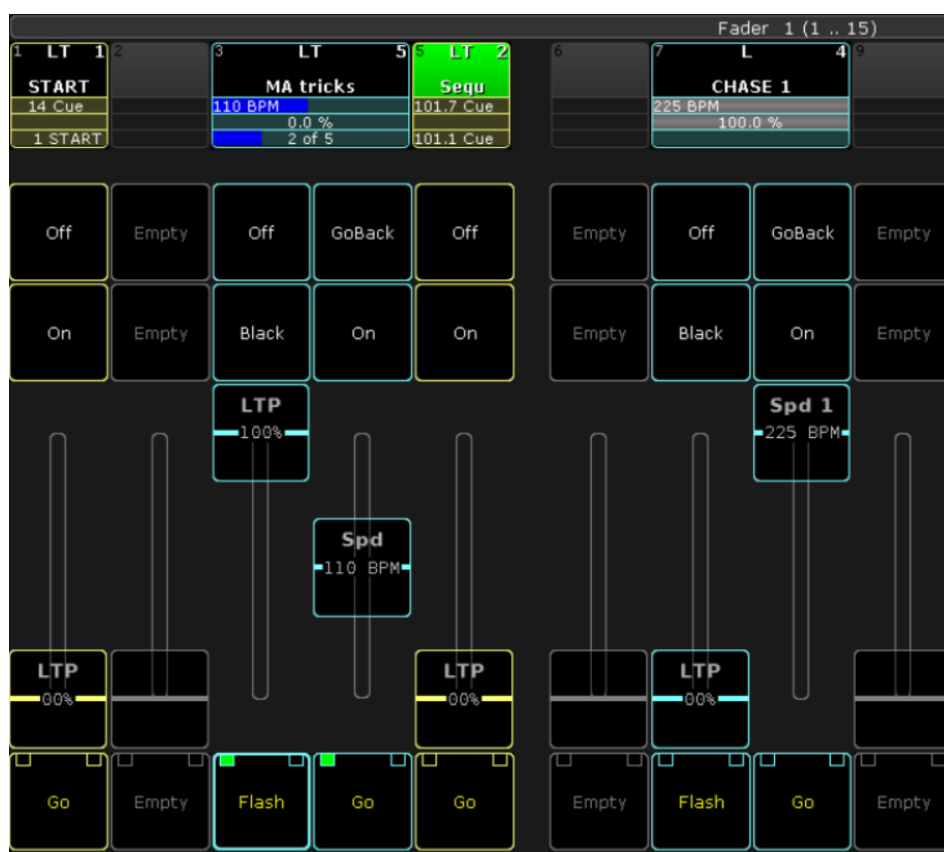 Fader 1 (1 .. 15)
1 LT 1 2 3 LT 5 5 LT 2 6 7 L 4 9
START MA tricks Sequ CHASE 1
14 Cue 110 BPM 101.7 Cue 225 BPM
0.0 % 100.0 %
1 START 2 of 5 101.1 Cue
Off Empty Off GoBack Off Empty Off GoBack Empty
On Empty Black On On Empty Black On Empty
LTP Spd 1
100% 225 BPM
Spd
110 BPM
LTP LTP LTP
00% 00% 00%
Go Empty Flash Go Go Empty Flash Go Empty